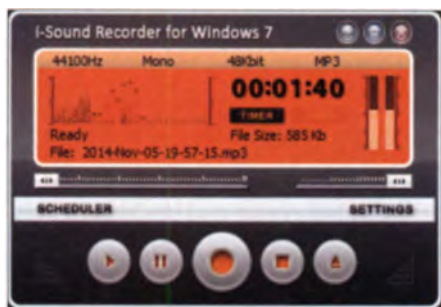 i-Sound Recorder for Windows 7
44100Hz Mono 48Kbit MP3
00:01:40
TIMER
Ready File Size: 585 Kb
File: 2014-Nov-05-19-57-15.mp3
SCHEDULER SETTINGS